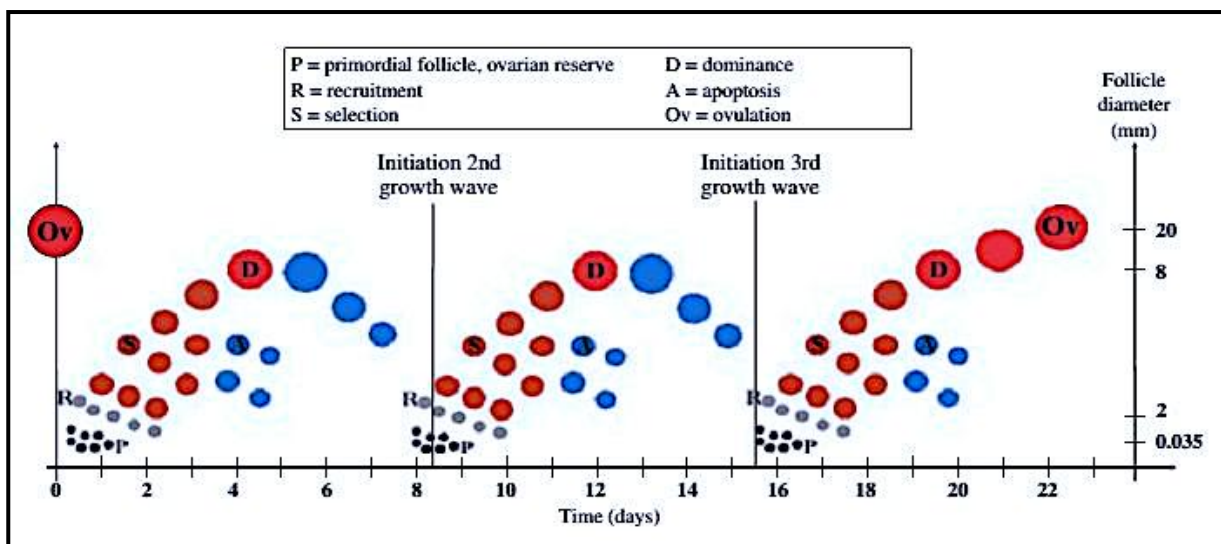 P = primordial follicle, ovarian reserve
R = recruitment
S = selection
D = dominance
A = apoptosis
Ov = ovulation
Follicle
diameter
(mm)
Initiation 2nd
growth wave
Initiation 3rd
growth wave
Ov
D
D
D
Ov
20
8
S
A
S
A
S
A
R
R
R
2
P
P
P
0.035
0 2 4 6 8 10 12 14 16 18 20 22
Time (days)